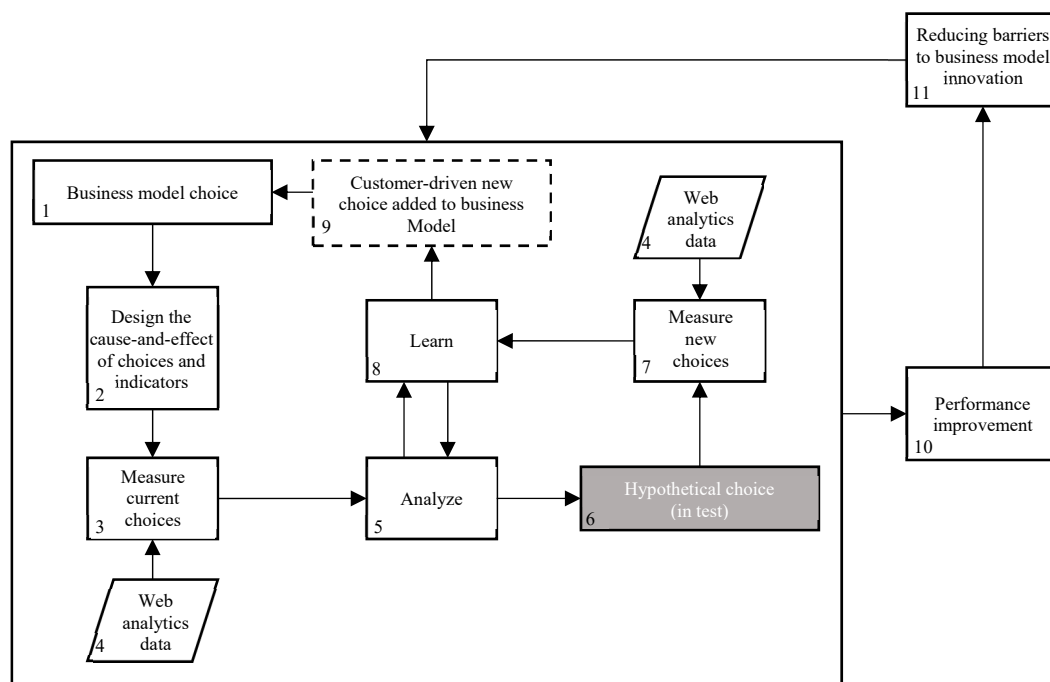 Reducing barriers
to business model
innovation
11
Business model choice
1
Customer-driven new
choice added to business
Model
9
Web
analytics
data
4
Design the
cause-and-effect
of choices and
indicators
2
Learn
8
Measure
new
choices
7
Performance
improvement
10
Measure
current
choices
3
Analyze
5
Hypothetical choice
(in test)
6
Web
analytics
data
4